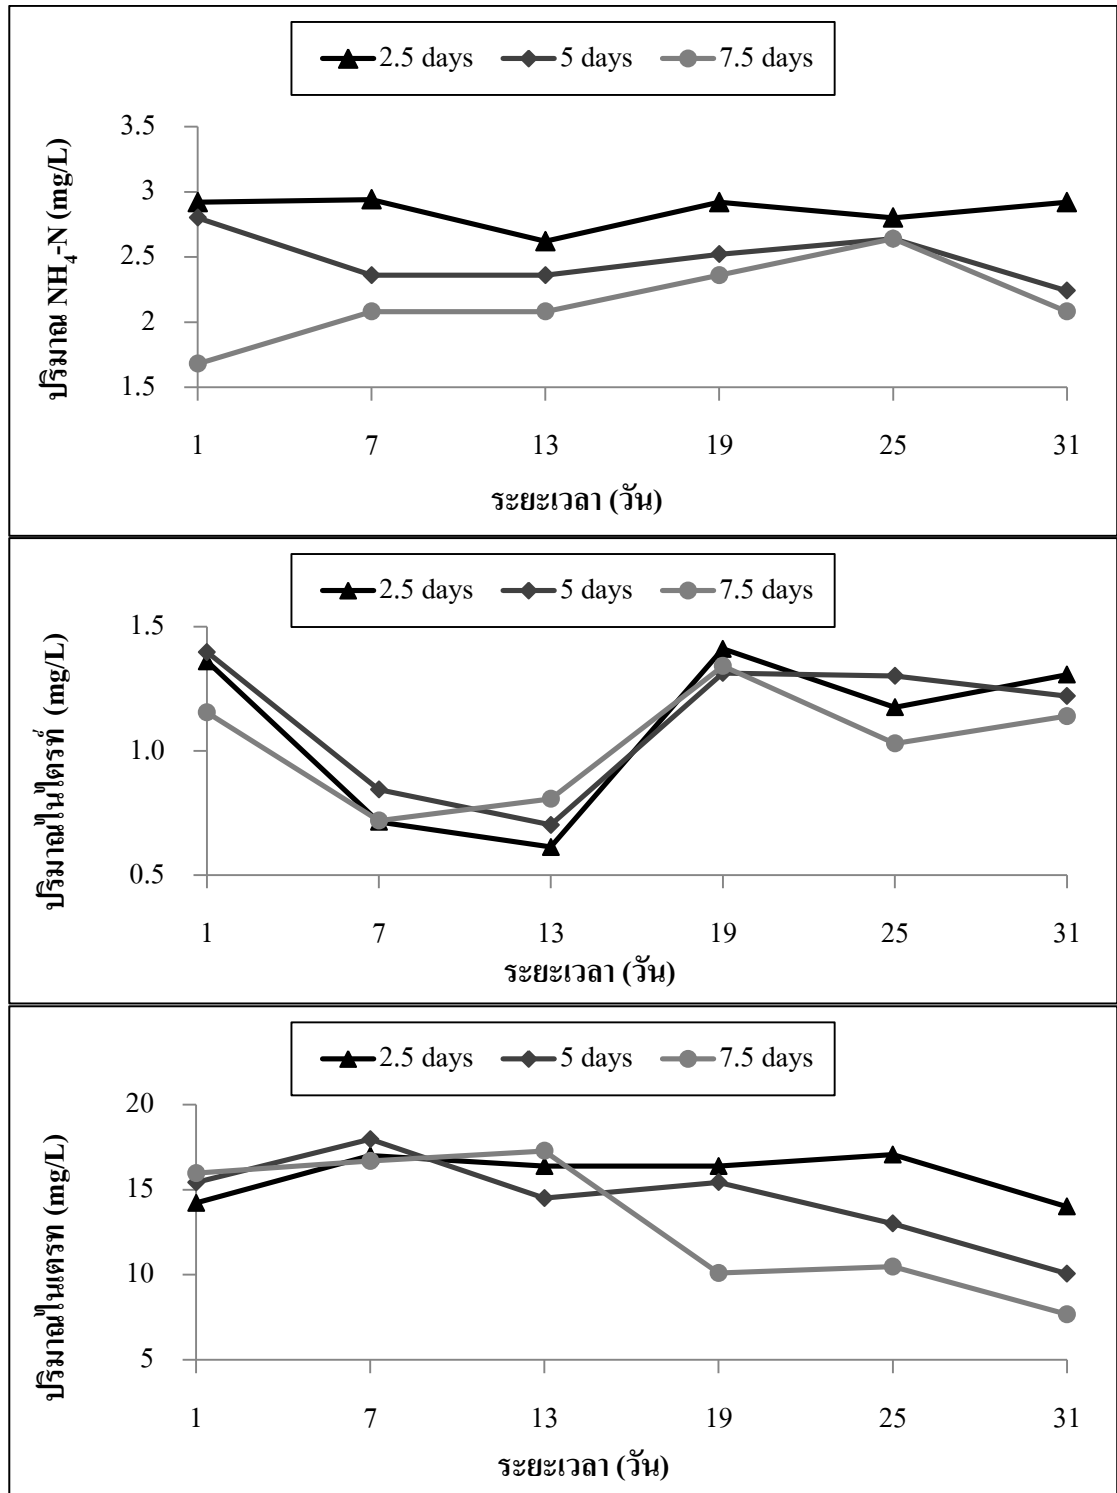 2.5 days 5 days 7.5 days
ปริมาณ NH4-N (mg/L)
3.5
3
2.5
2
1.5
1 7 13 19 25 31
ระยะเวลา (วัน)
2.5 days 5 days 7.5 days
ปริมาณไนไตรท์ (mg/L)
1.5
1.0
0.5
1 7 13 19 25 31
ระยะเวลา (วัน)
2.5 days 5 days 7.5 days
ปริมาณไนเตรท (mg/L)
20
15
10
5
1 7 13 19 25 31
ระยะเวลา (วัน)